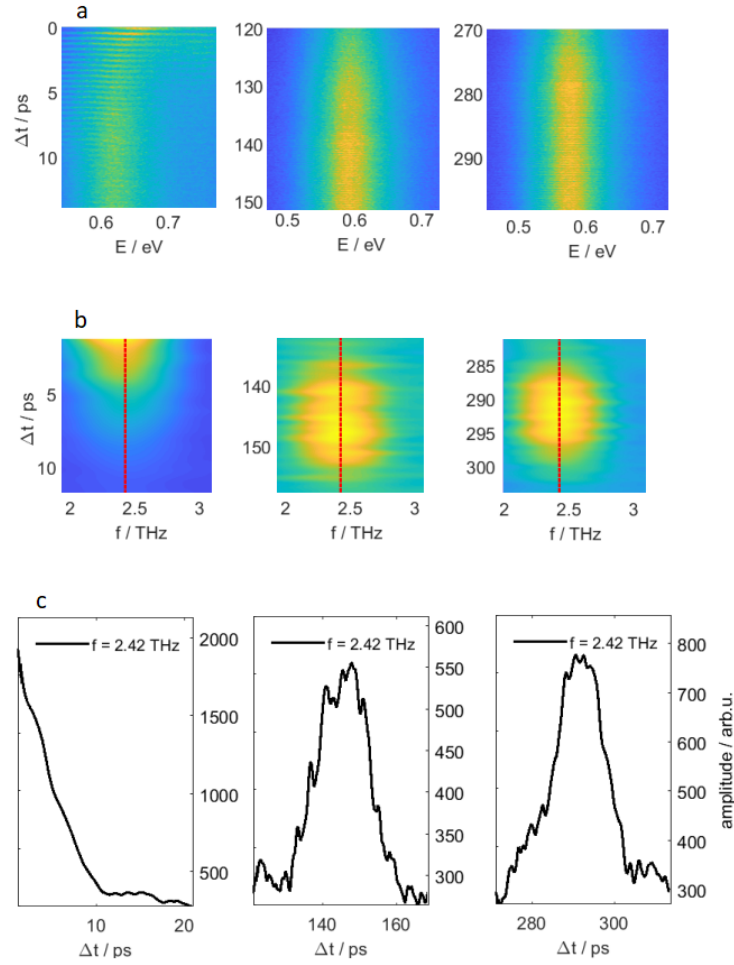 a
0
5
10
Δt / ps
0.6 0.7
E / eV
120
130
140
150
0.5 0.6 0.7
E / eV
270
280
290
0.5 0.6 0.7
E / eV
b
5
10
Δt / ps
2 2.5 3
f / THz
140
150
2 2.5 3
f / THz
285
290
295
300
2 2.5 3
f / THz
c
f = 2.42 THz
2000
1500
1000
500
10 20
Δt / ps
f = 2.42 THz
600
550
500
450
400
350
300
140 160
Δt / ps
f = 2.42 THz
800
700
600
500
400
300
amplitude / arb.u.
280 300
Δt / ps